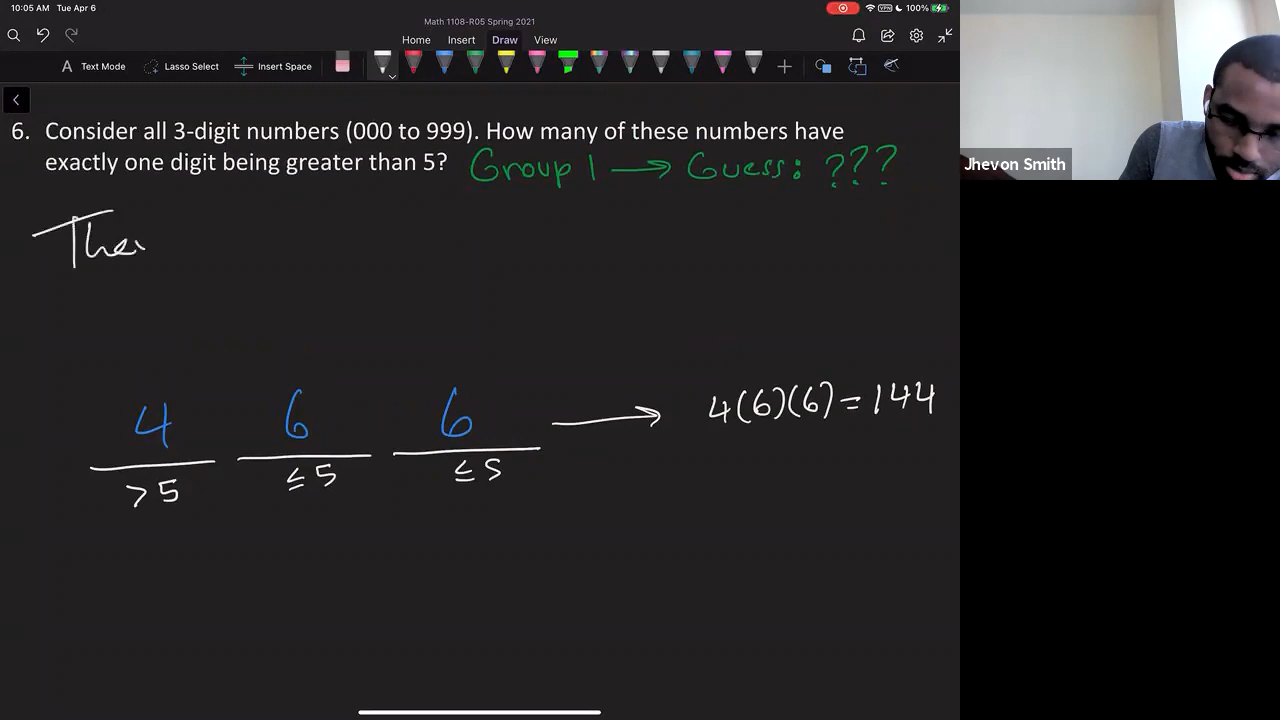 10:05 AM Tue Apr 6
VPN 100%
Math 1108-R05 Spring 2021
Home Insert Draw View
Text Mode Lasso Select Insert Space
6. Consider all 3-digit numbers (000 to 999). How many of these numbers have
exactly one digit being greater than 5? Group 1 → Guess: ???
Jhevon Smith
4 6 6 → 4(6)(6)=144
>5 ≤5 ≤5